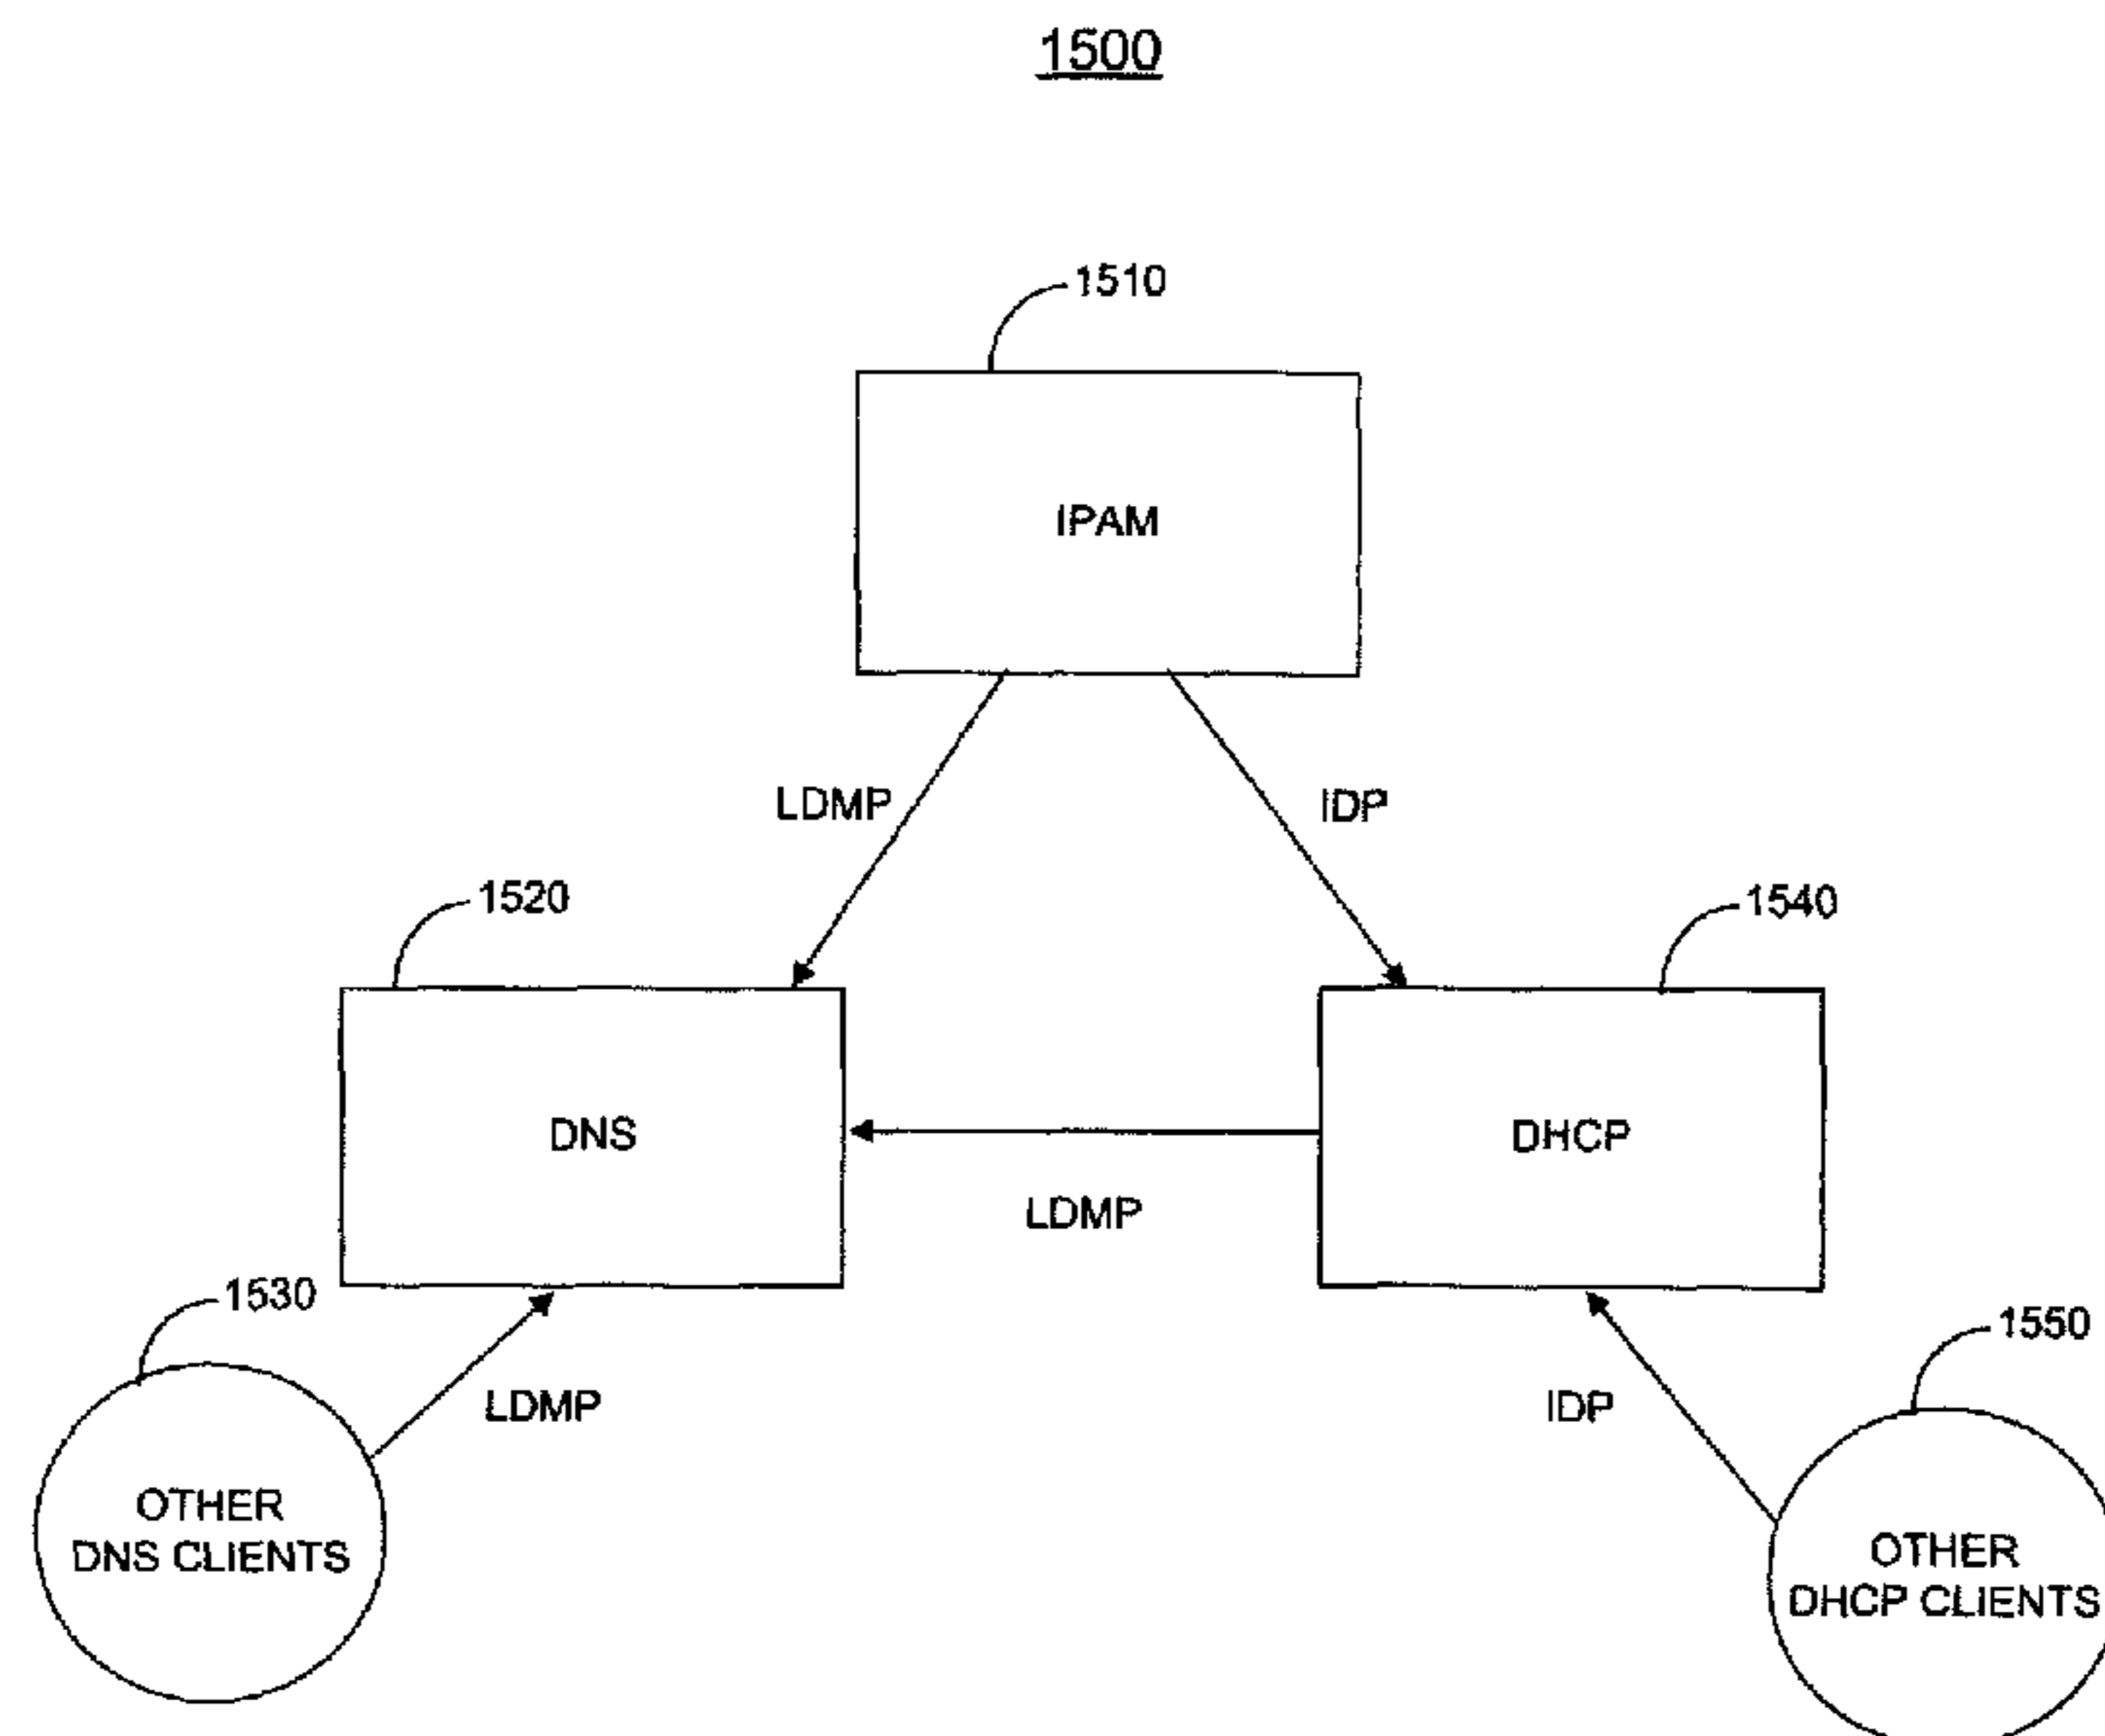 1500
1510
IPAM
LDMP
IDP
1520
1540
DNS
DHCP
LDMP
1530
1550
LDMP
IDP
OTHER
DNS CLIENTS
OTHER
DHCP CLIENTS